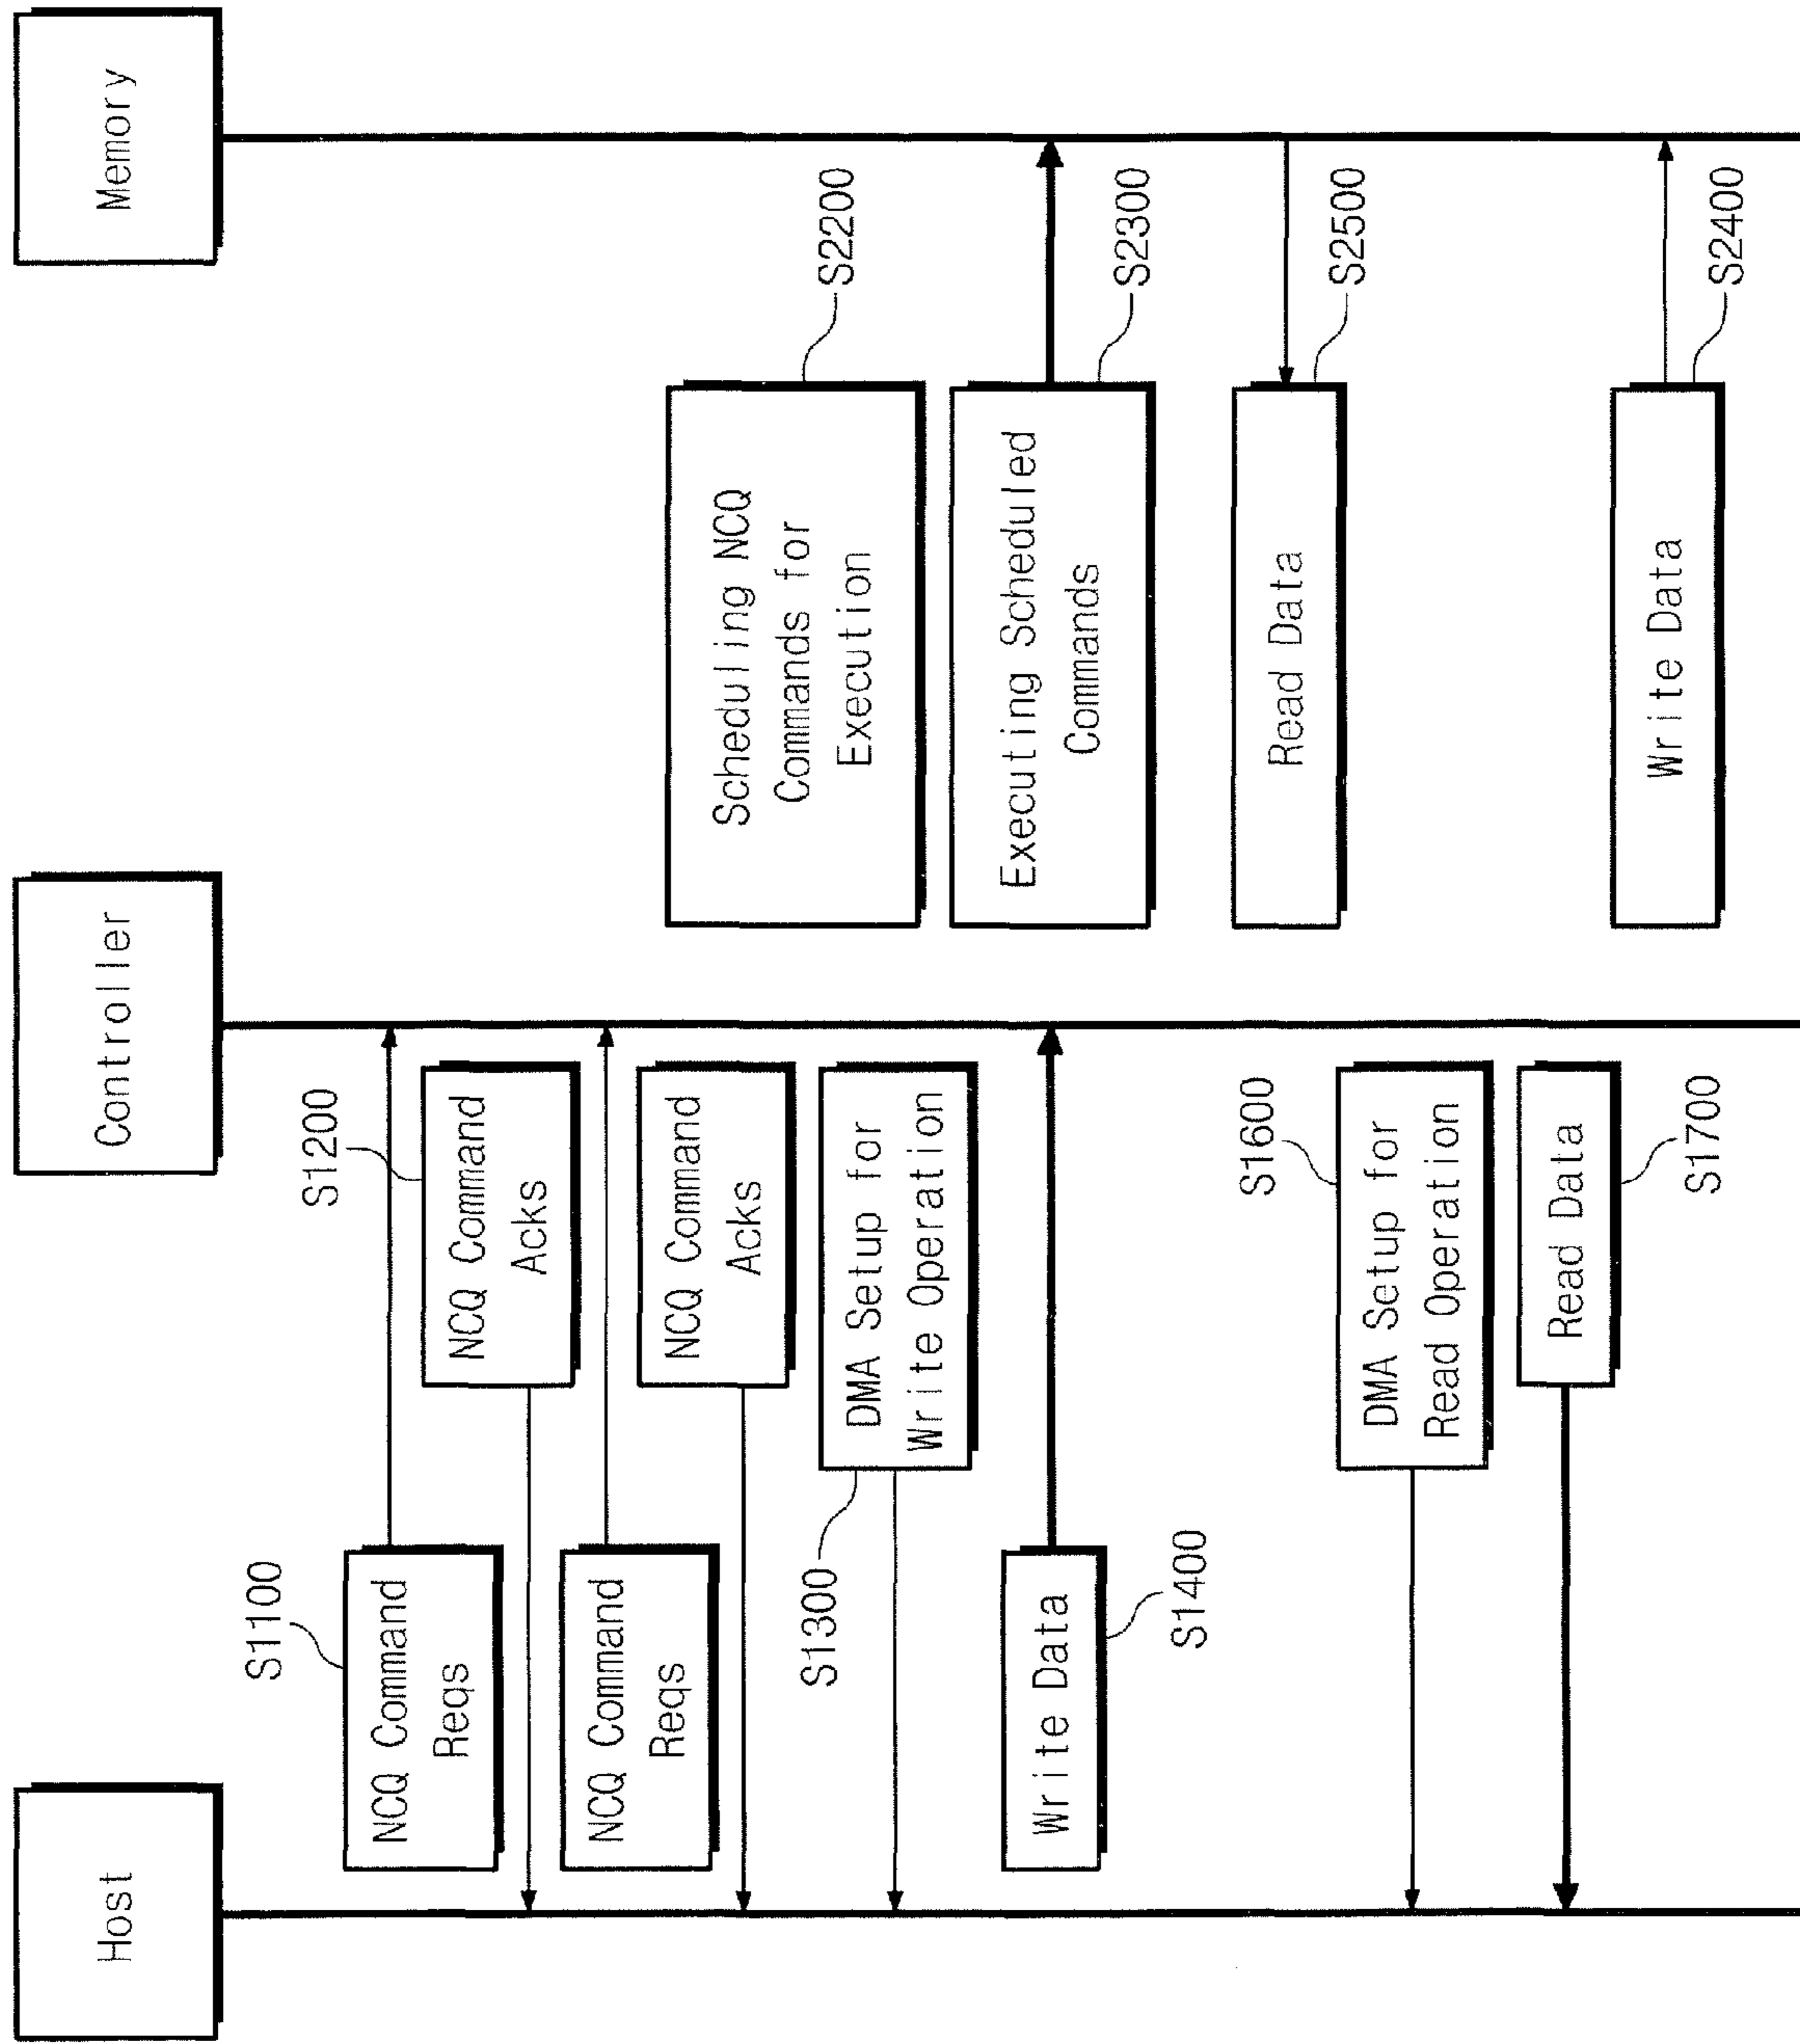 Host
Controller
Memory
S1100
NCQ Command
Reqs
S1200
NCQ Command
Acks
NCQ Command
Reqs
NCQ Command
Acks
S1300
DMA Setup for
Write Operation
Scheduling NCQ
Commands for
Execution
S2200
Write Data
S1400
Executing Scheduled
Commands
S2300
Read Data
S2500
S1600
DMA Setup for
Read Operation
Read Data
S1700
Write Data
S2400